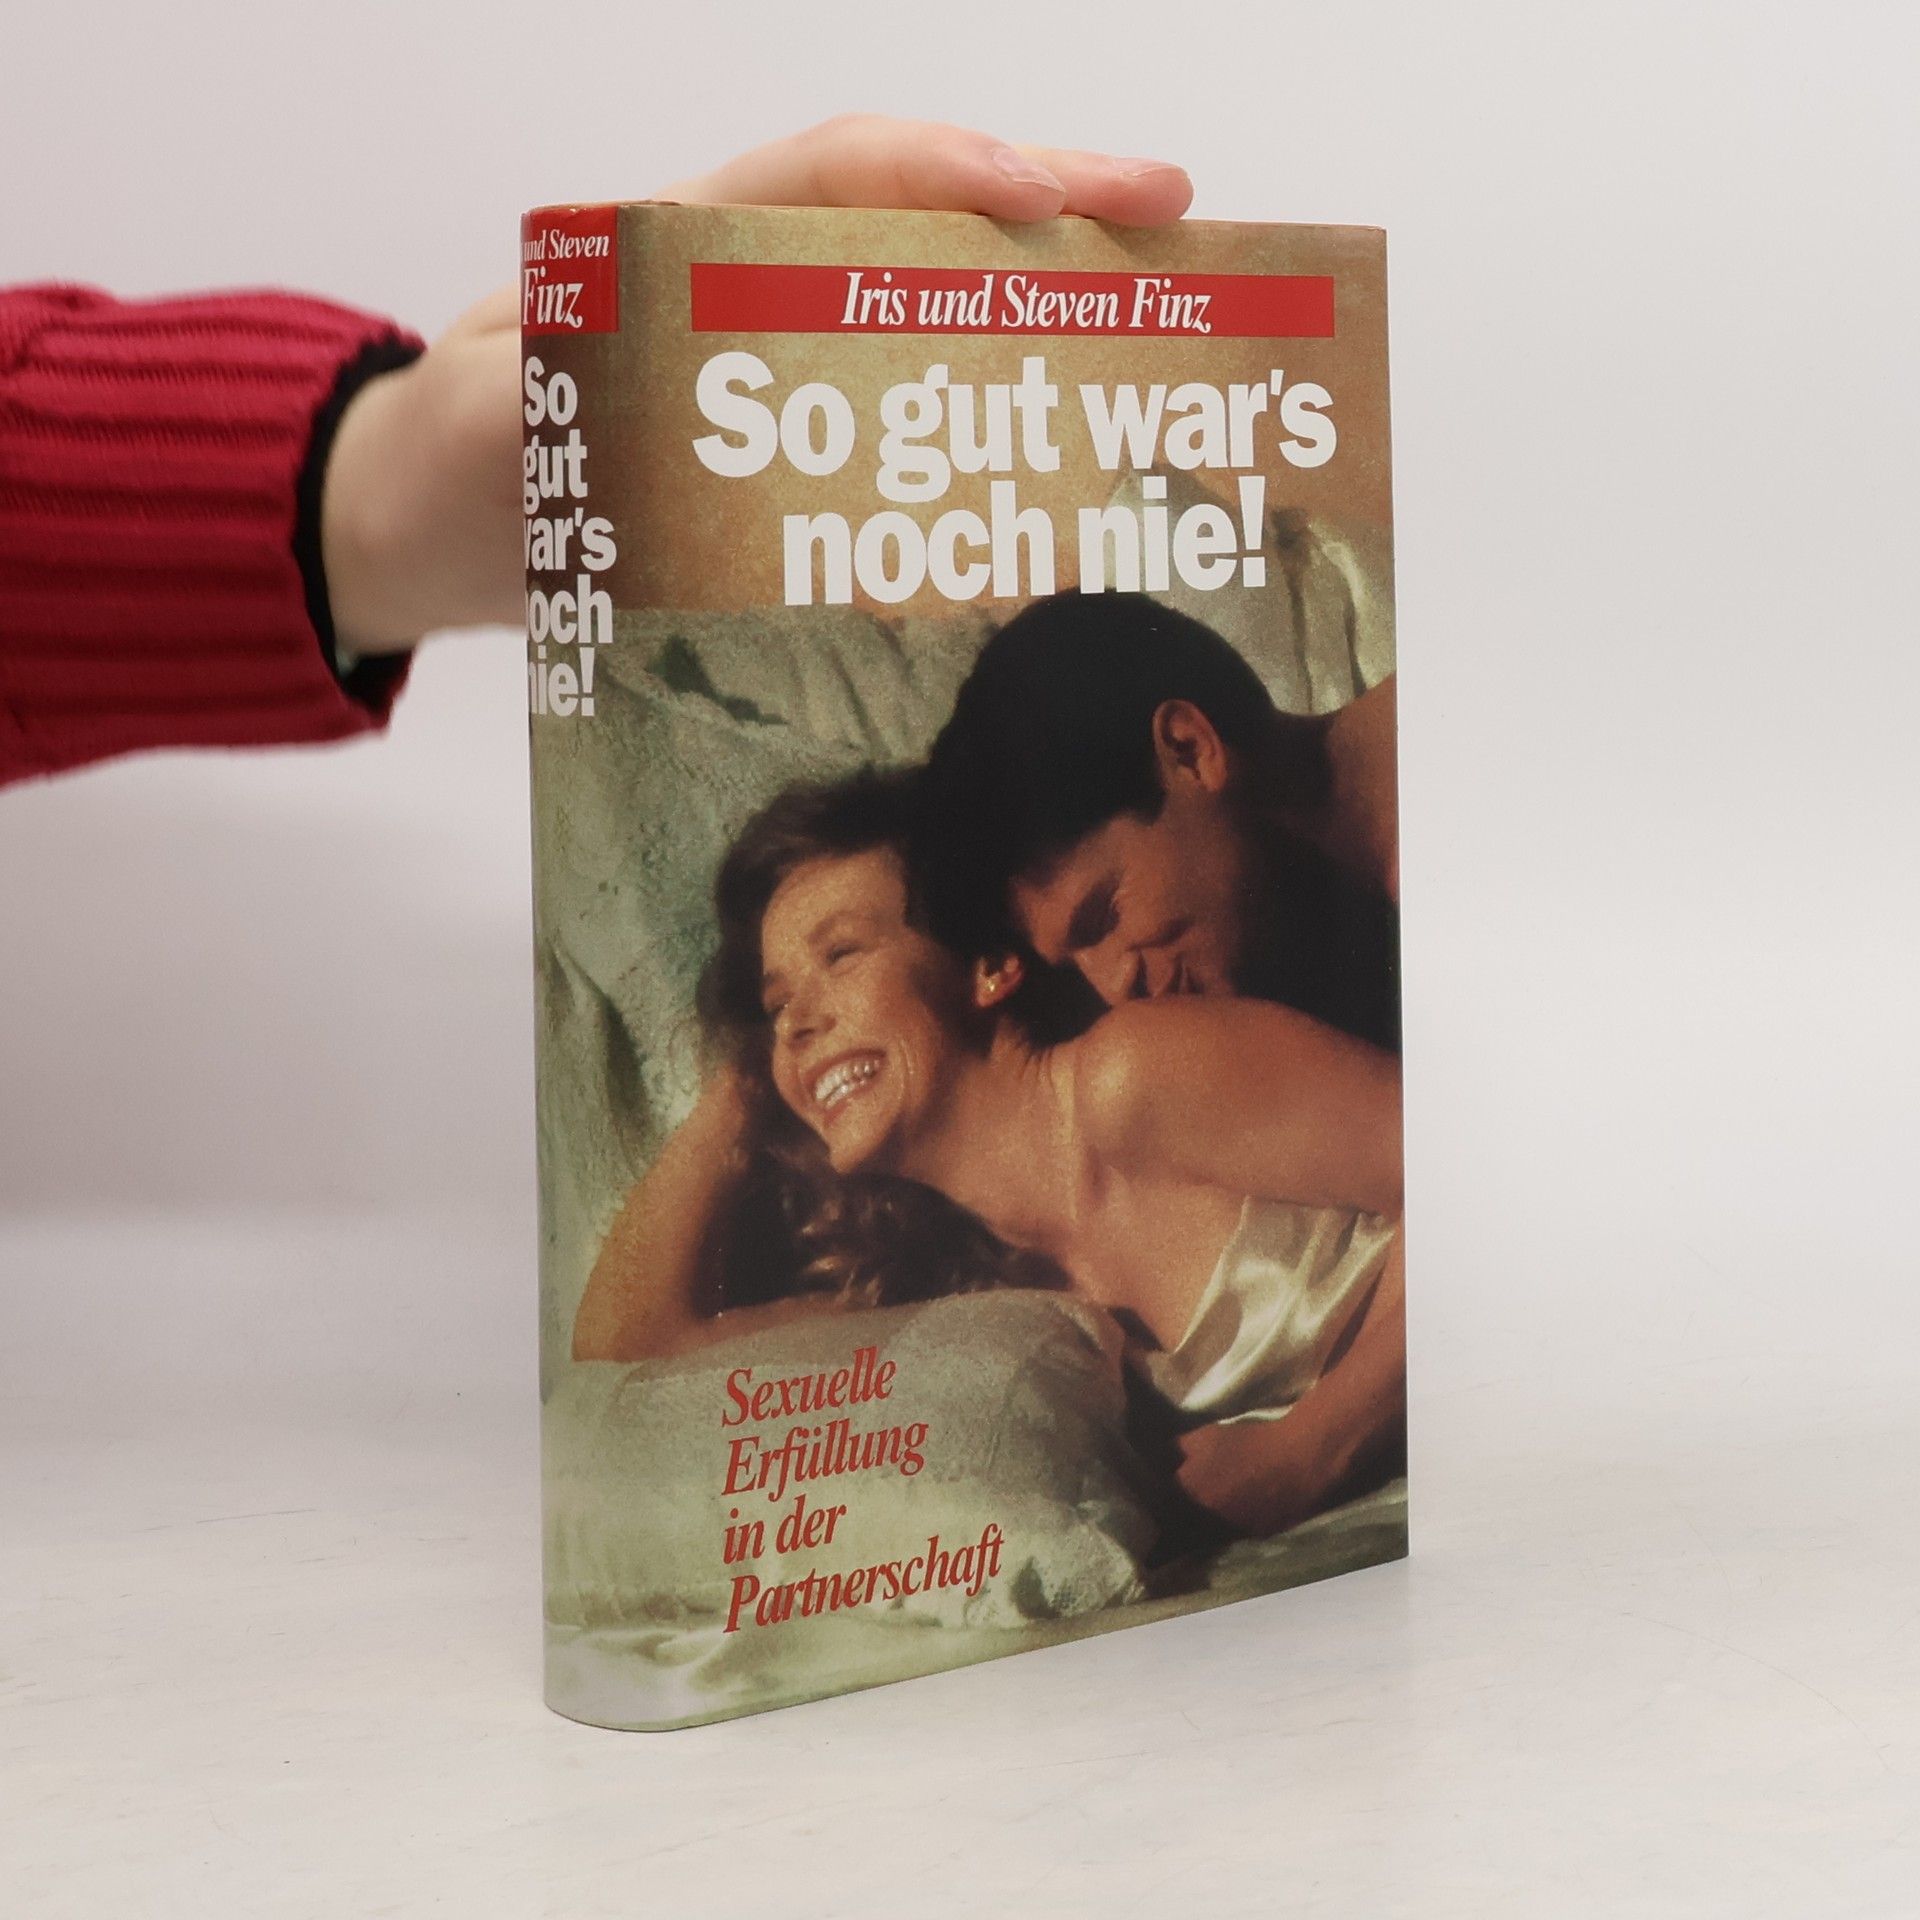 und Steven
Finz
So
gut
war's
noch
nie!
Iris und Steven Finz
So gut war's
noch nie!
Sexuelle
Erfüllung
in der
Partnerschaft